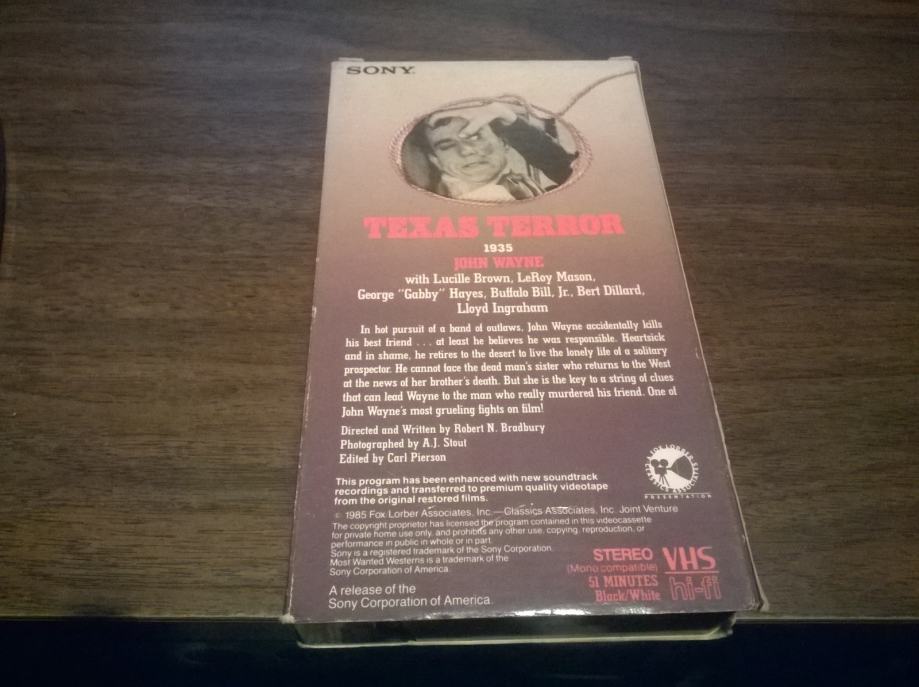 SONY
TEXAS TERROR
1935
JOHN WAYNE
with Lucille Brown, LeRoy Mason,
George "Gabby" Hayes, Buffalo Bill, Jr., Bert Dillard,
Lloyd Ingraham
In hot pursuit of a band of outlaws, John Wayne accidentally kills
his best friend . . . at least he believes he was responsible. Heartsick
and in shame, he retires to the desert to live the lonely life of a solitary
prospector. He cannot face the dead man's sister who returns to the West
at the news of her brother's death. But she is the key to a string of clues
that can lead Wayne to the man who really murdered his friend. One of
John Wayne's most grueling fights on film!
Directed and Written by Robert N. Bradbury
Photographed by A.J. Stout
Edited by Carl Pierson
This program has been enhanced with new soundtrack
recordings and transferred to premium quality videotape
from the original restored films.
A FOX LORBER
CLASSICS ASSOCIATES
PRESENTATION
© 1985 Fox Lorber Associates, Inc.—Classics Associates, Inc. Joint Venture
The copyright proprietor has licensed the program contained in this videocassette
for private home use only, and prohibits any other use, copying, reproduction, or
performance in public in whole or in part.
Sony is a registered trademark of the Sony Corporation.
Most Wanted Westerns is a trademark of the
Sony Corporation of America.
A release of the
Sony Corporation of America.
STEREO
(Mono compatible)
51 MINUTES
Black/White
VHS
hi-fi